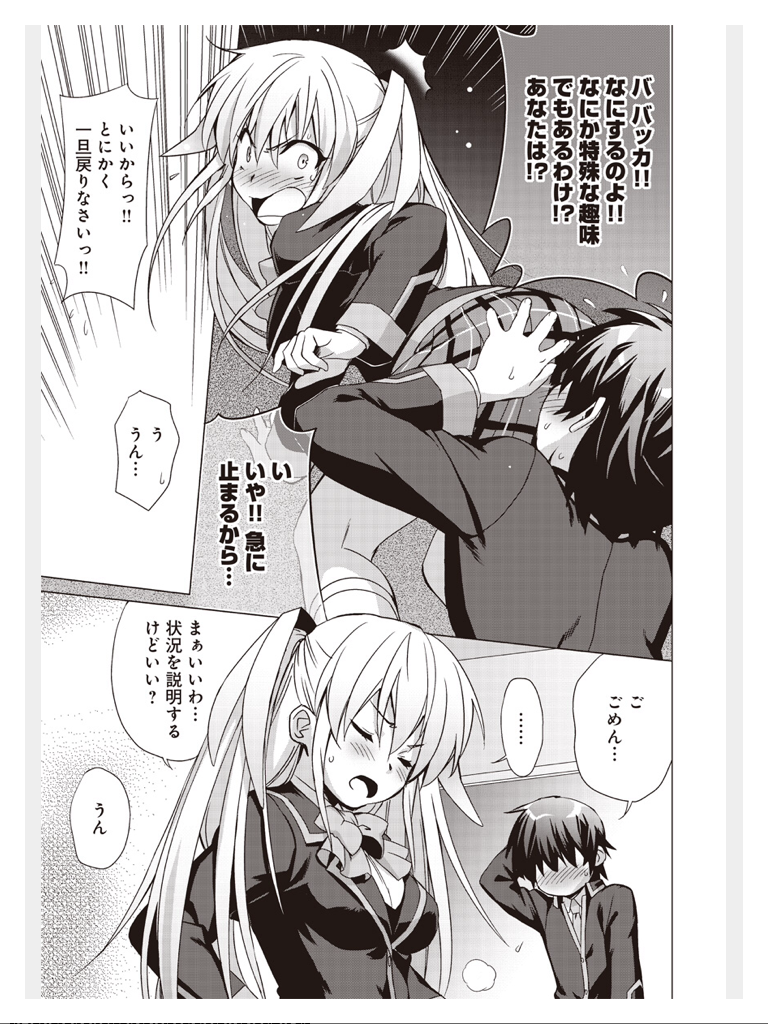 バ バッカ!!
なにするのよ!!
なにか特殊な趣味
でもあるわけ!?
あなたは!?
い
いや!! 急に
止まるから…
いいからっ!!
とにかく
一旦戻りなさいっ!!
う
うん…
ご
ごめん…
……
まぁいいわ…
状況を説明する
けどいい?
うん